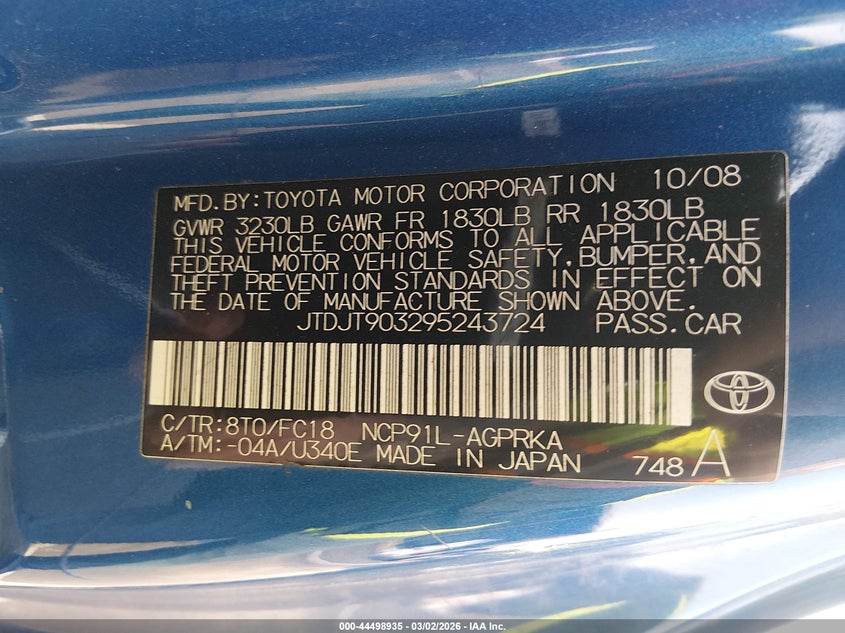 MFD.BY:TOYOTA MOTOR CORPORATION 10/08
GVWR 3230LB GAWR FR 1830LB RR 1830LB
THIS VEHICLE CONFORMS TO ALL APPLICABLE
FEDERAL MOTOR VEHICLE SAFETY,BUMPER,AND
THEFT PREVENTION STANDARDS IN EFFECT ON
THE DATE OF MANUFACTURE SHOWN ABOVE.
JTDJT903295243724 PASS.CAR
C/TR:8T0/FC18 NCP91L-AGPRKA
A/TM:-04A/U340E MADE IN JAPAN 748 A
000-44498935 - 03/02/2026 - IAA Inc.